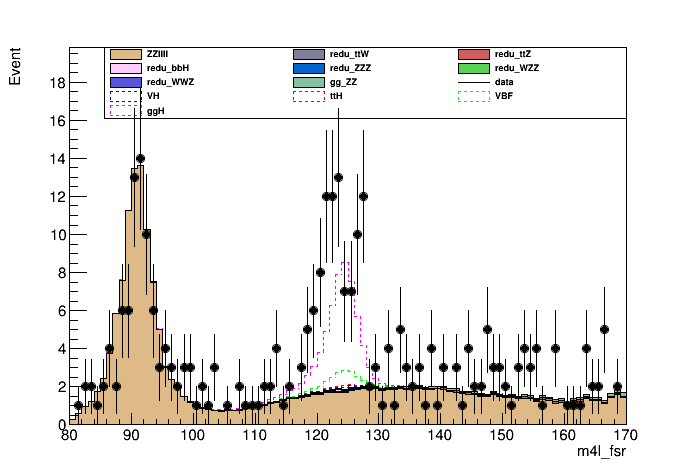 Event
ZZllll redu_ttW redu_ttZ
redu_bbH redu_ZZZ redu_WZZ
redu_WWZ gg_ZZ data
VH ttH VBF
ggH
18
16
14
12
10
8
6
4
2
0
80 90 100 110 120 130 140 150 160 170
m4l_fsr